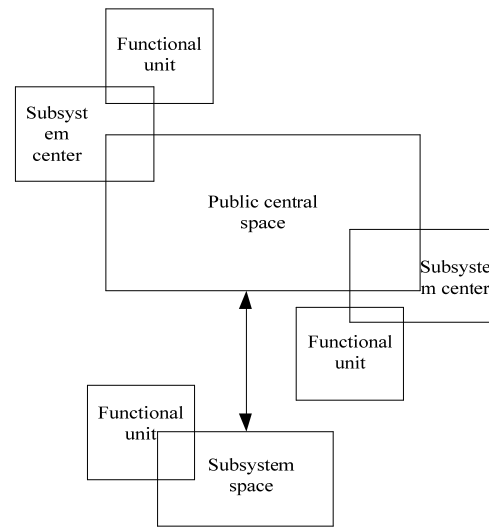 Functional
unit
Subsyst
em
center
Public central
space
Subsyste
m center
Functional
unit
Functional
unit
Subsystem
space